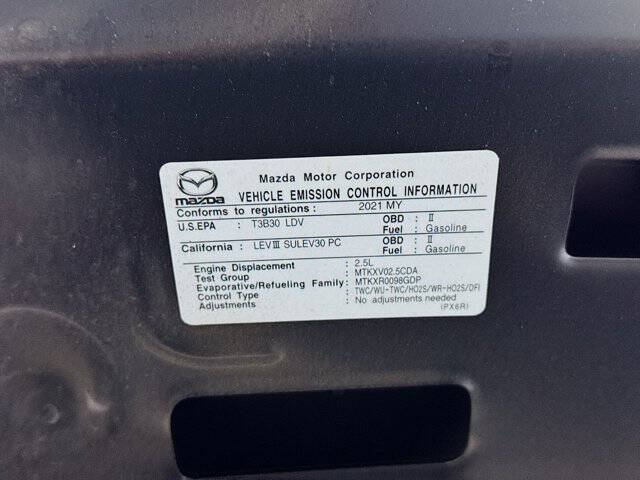 Mazda Motor Corporation
mazda VEHICLE EMISSION CONTROL INFORMATION
Conforms to regulations : 2021 MY
U.S.EPA : T3B30 LDV OBD : II
Fuel : Gasoline
California : LEVIII SULEV30 PC OBD : II
Fuel : Gasoline
Engine Displacement : 2.5L
Test Group : MTKXV02.5CDA
Evaporative/Refueling Family : MTKXR0098GDP
Control Type : TWC/WU-TWC/HO2S/WR-HO2S/DFI
Adjustments : No adjustments needed
(PX6R)